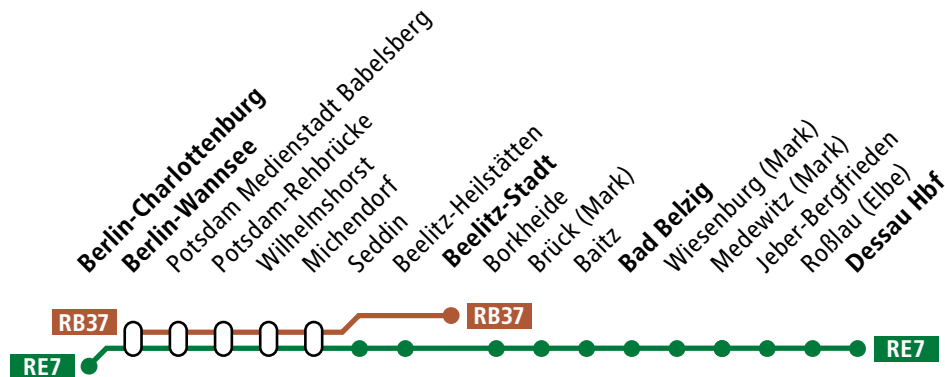 Berlin-Charlottenburg
Berlin-Wannsee
Potsdam Medienstadt Babelsberg
Potsdam-Rehbrücke
Wilhelmshorst
Michendorf
Seddin
Beelitz-Heilstätten
Beelitz-Stadt
Borkheide
Brück (Mark)
Baitz
Bad Belzig
Wiesenburg (Mark)
Medewitz (Mark)
Jeber-Bergfrieden
Roßlau (Elbe)
Dessau Hbf
RB37
RB37
RE7
RE7